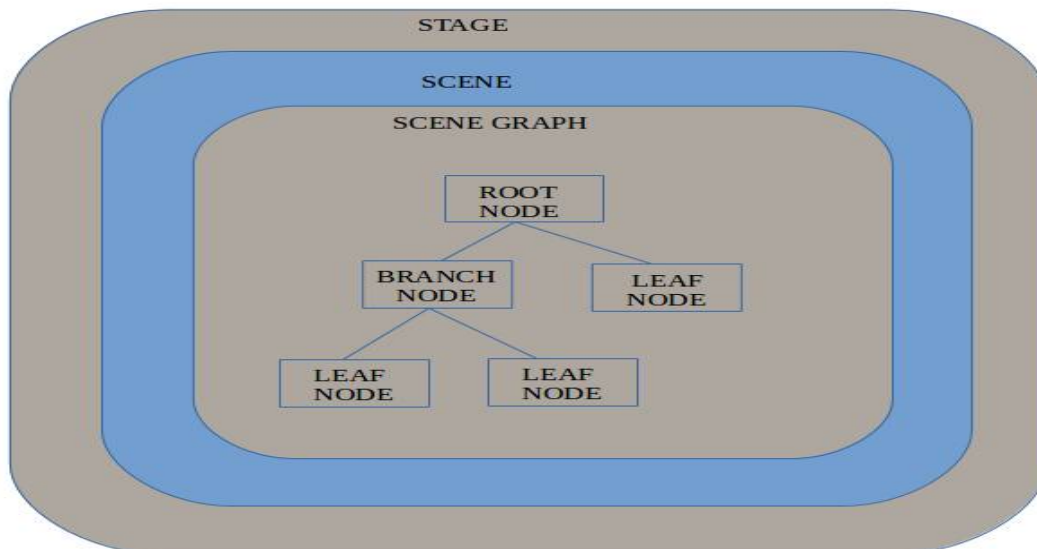 STAGE
SCENE
SCENE GRAPH
ROOT
NODE
BRANCH
NODE
LEAF
NODE
LEAF
NODE
LEAF
NODE